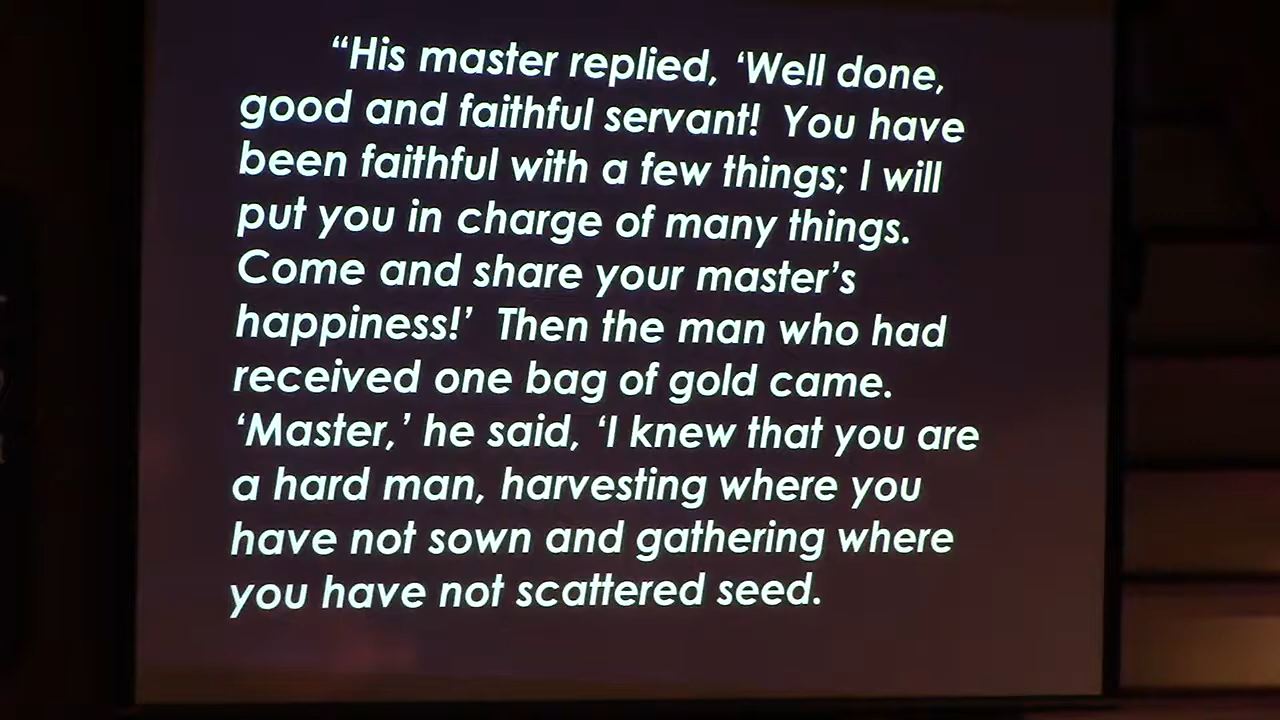 “His master replied, ‘Well done,
good and faithful servant!  You have
been faithful with a few things; I will
put you in charge of many things.
Come and share your master’s
happiness!’  Then the man who had
received one bag of gold came.
‘Master,’ he said, ‘I knew that you are
a hard man, harvesting where you
have not sown and gathering where
you have not scattered seed.